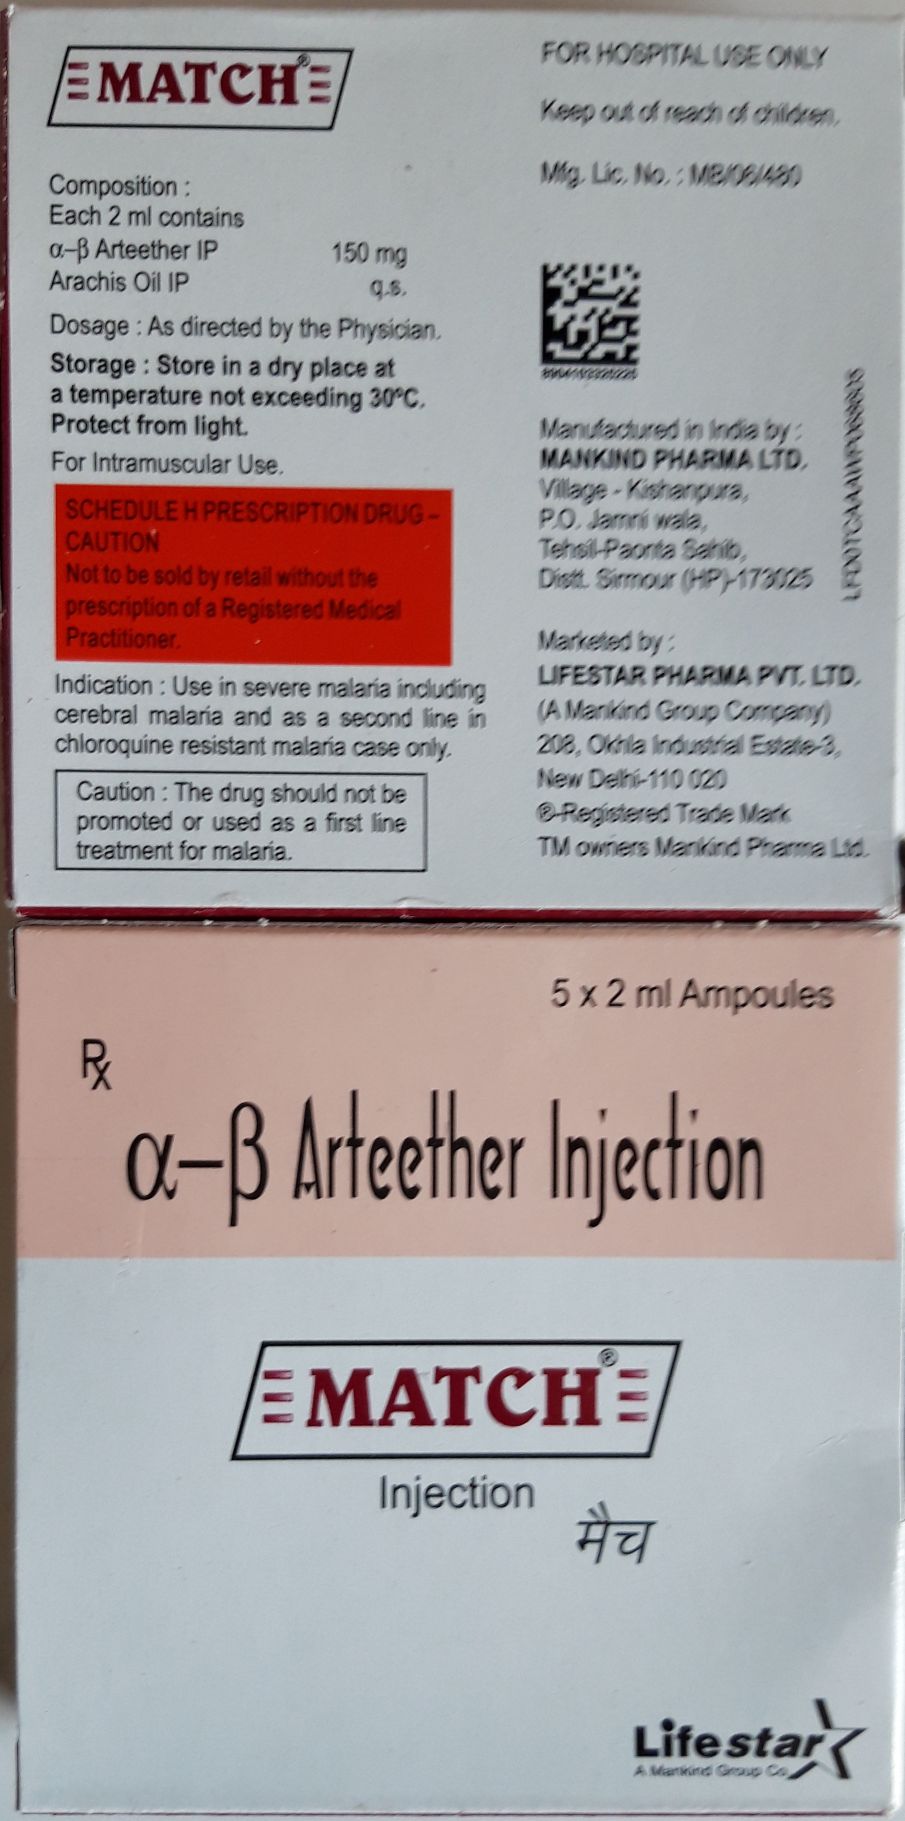 MATCH®
Composition :
Each 2 ml contains
α–β Arteether IP 150 mg
Arachis Oil IP q.s.
Dosage : As directed by the Physician.
Storage : Store in a dry place at
a temperature not exceeding 30°C.
Protect from light.
For Intramuscular Use.
SCHEDULE H PRESCRIPTION DRUG –
CAUTION
Not to be sold by retail without the
prescription of a Registered Medical
Practitioner.
Indication : Use in severe malaria including
cerebral malaria and as a second line in
chloroquine resistant malaria case only.
Caution : The drug should not be
promoted or used as a first line
treatment for malaria.
FOR HOSPITAL USE ONLY
Keep out of reach of children.
Mfg. Lic. No. : MB/06/480
Manufactured in India by :
MANKIND PHARMA LTD.
Village - Kishanpura,
P.O. Jamni wala,
Tehsil-Paonta Sahib,
Distt. Sirmour (HP)-173025
Marketed by :
LIFESTAR PHARMA PVT. LTD.
(A Mankind Group Company)
208, Okhla Industrial Estate-3,
New Delhi-110 020
®-Registered Trade Mark
TM owners Mankind Pharma Ltd.
5 x 2 ml Ampoules
Rx
α–β Arteether Injection
MATCH®
Injection
मैच
Lifestar
A Mankind Group Co.